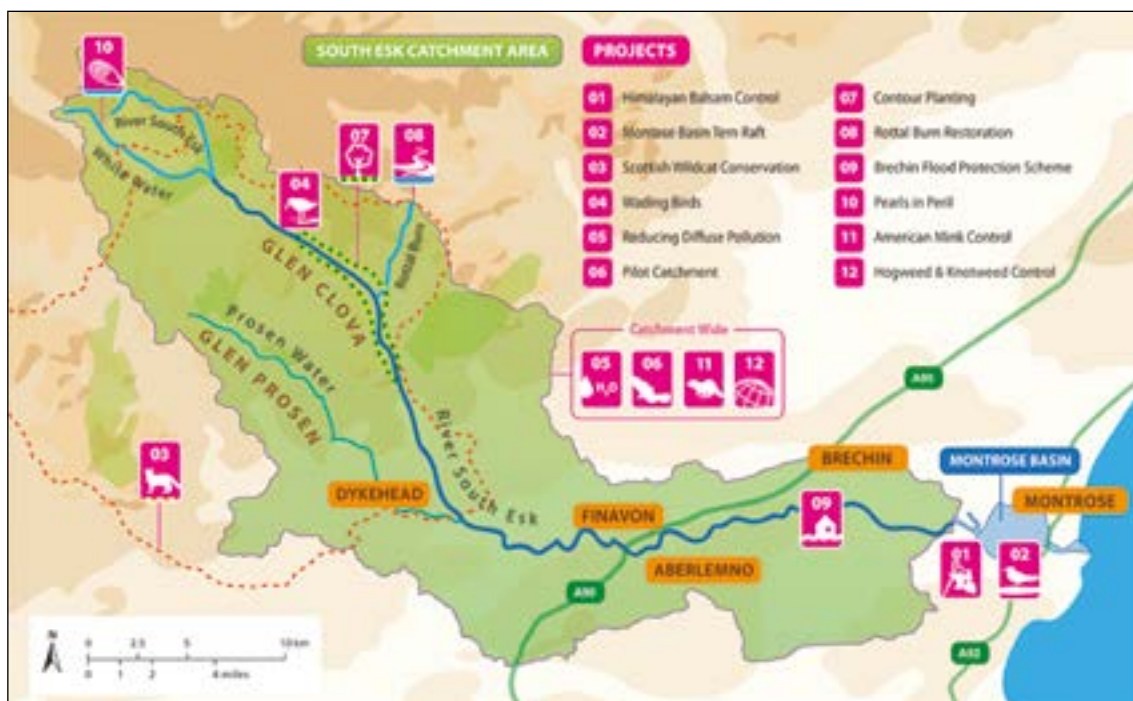 SOUTH ESK CATCHMENT AREA
PROJECTS
01 Himalayan Balsam Control
02 Montose Basin Tern Raft
03 Scottish Wildcat Conservation
04 Wading Birds
05 Reducing Diffuse Pollution
06 Pilot Catchment
07 Contour Planting
08 Rottal Burn Restoration
09 Brechin Flood Protection Scheme
10 Pearls in Peril
11 American Mink Control
12 Hogweed & Knotweed Control
10
River South Esk
White Water
04
07
08
Rottal Burn
GLEN CLOVA
Prosen Water
GLEN PROSEN
River South Esk
03
Catchment Wide
05
H₂O
06
11
12
A90
BRECHIN
MONTROSE BASIN
MONTROSE
DYKEHEAD
FINAVON
ABERLEMNO
09
01
02
A90
A92
N
0 2.5 5 10 km
0 1 2 4 miles